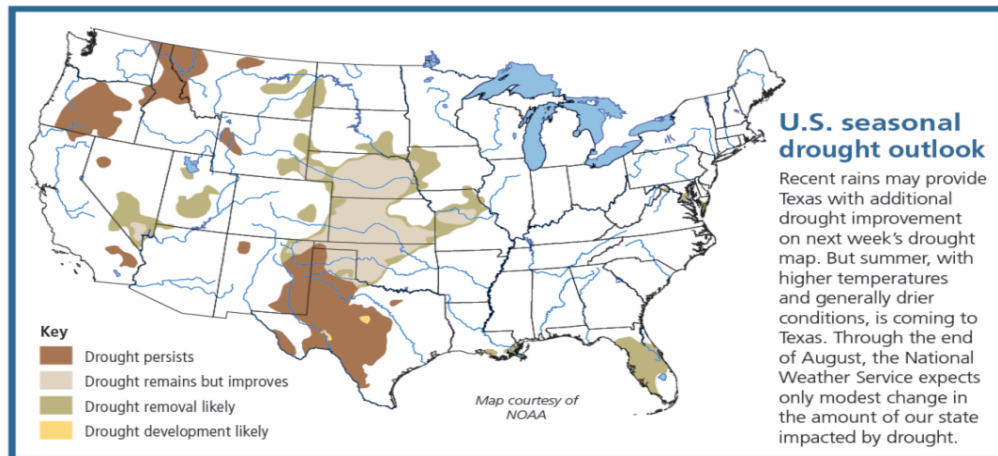 U.S. seasonal
drought outlook
Recent rains may provide
Texas with additional
drought improvement
on next week’s drought
map. But summer, with
higher temperatures
and generally drier
conditions, is coming to
Texas. Through the end
of August, the National
Weather Service expects
only modest change in
the amount of our state
impacted by drought.
Key
Drought persists
Drought remains but improves
Drought removal likely
Drought development likely
Map courtesy of
NOAA